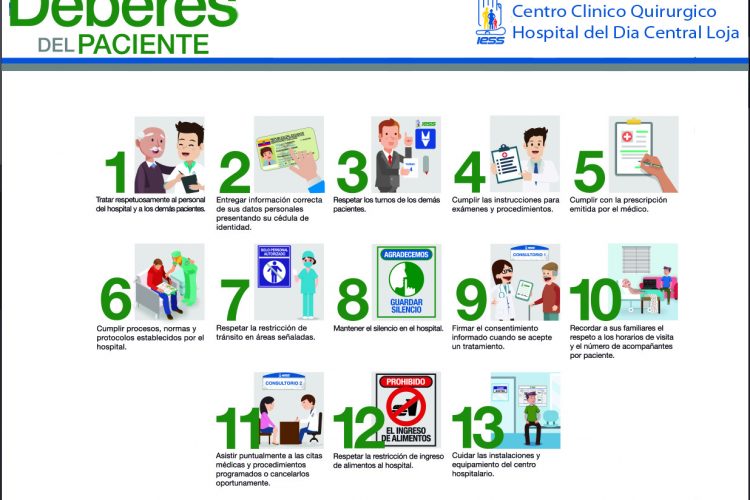 Deberes
DEL PACIENTE
iess
Centro Clinico Quirurgico
Hospital del Dia Central Loja
1
Tratar respetuosamente al personal
del hospital y a los demás pacientes.
2
Entregar información correcta
de sus datos personales
presentando su cédula de
identidad.
3
iess
TURNO
4
Respetar los turnos de los demás
pacientes.
4
Cumplir las instrucciones para
exámenes y procedimientos.
5
Cumplir con la prescripción
emitida por el médico.
6
Cumplir procesos, normas y
protocolos establecidos por el
hospital.
7
SOLO PERSONAL
AUTORIZADO
Respetar la restricción de
tránsito en áreas señaladas.
8
AGRADECEMOS
GUARDAR
SILENCIO
Mantener el silencio en el hospital.
9
CONSULTORIO 1
Firmar el consentimiento
informado cuando se acepte
un tratamiento.
10
Recordar a sus familiares el
respeto a los horarios de visita
y el número de acompañantes
por paciente.
11
CONSULTORIO 2
Asistir puntualmente a las citas
médicas y procedimientos
programados o cancelarlos
oportunamente.
12
PROHIBIDO
EL INGRESO
DE ALIMENTOS
Respetar la restricción de ingreso
de alimentos al hospital.
13
Cuidar las instalaciones y
equipamiento del centro
hospitalario.